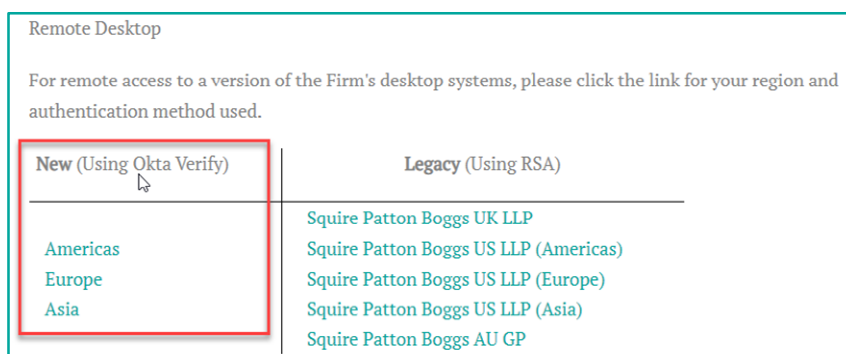 Remote Desktop
For remote access to a version of the Firm's desktop systems, please click the link for your region and
authentication method used.
New (Using Okta Verify) Legacy (Using RSA)
Squire Patton Boggs UK LLP
Americas Squire Patton Boggs US LLP (Americas)
Europe Squire Patton Boggs US LLP (Europe)
Asia Squire Patton Boggs US LLP (Asia)
Squire Patton Boggs AU GP